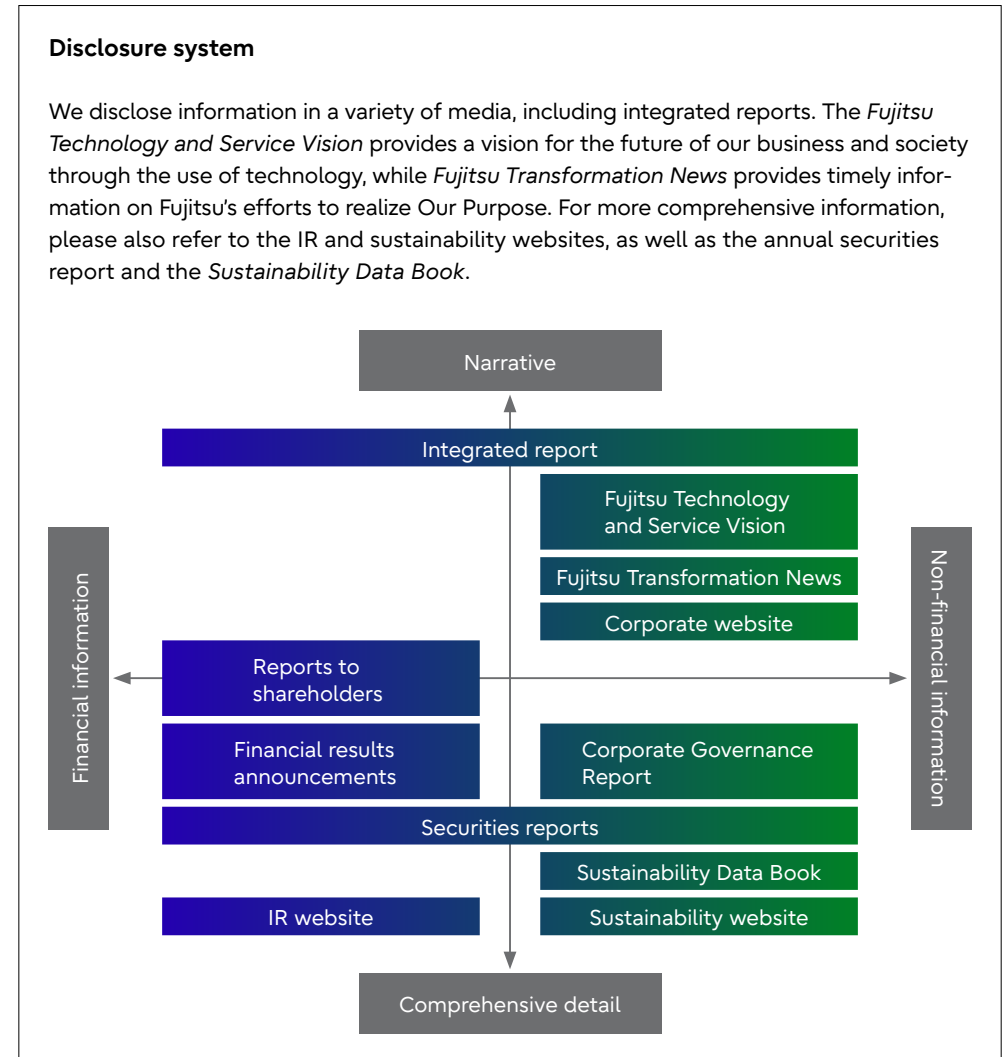 Disclosure system
We disclose information in a variety of media, including integrated reports. The Fujitsu
Technology and Service Vision provides a vision for the future of our business and society
through the use of technology, while Fujitsu Transformation News provides timely infor-
mation on Fujitsu's efforts to realize Our Purpose. For more comprehensive information,
please also refer to the IR and sustainability websites, as well as the annual securities
report and the Sustainability Data Book.
Narrative
Integrated report
Fujitsu Technology
and Service Vision
Fujitsu Transformation News
Corporate website
Financial information
Non-financial information
Reports to
shareholders
Financial results
announcements
Corporate Governance
Report
Securities reports
Sustainability Data Book
IR website
Sustainability website
Comprehensive detail